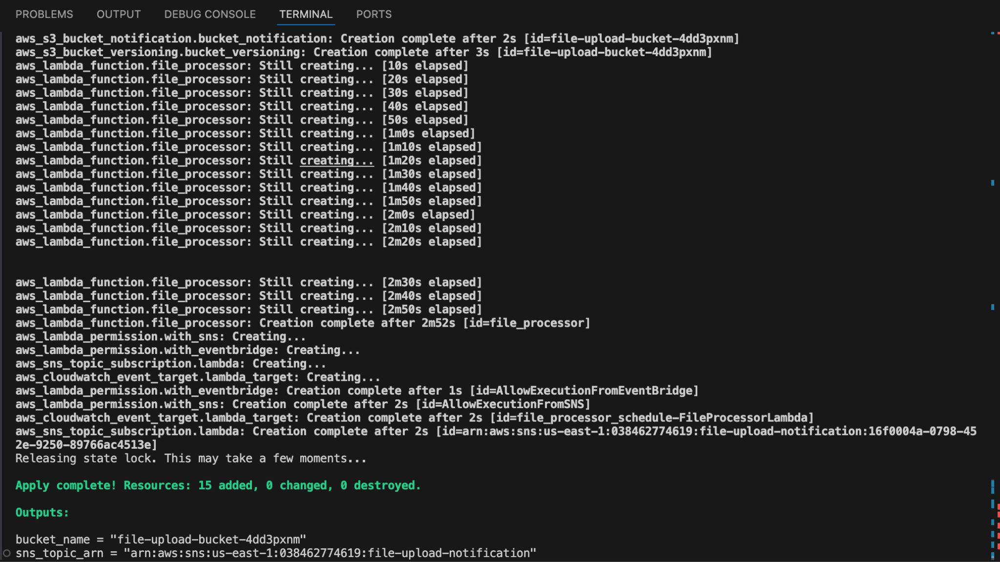 PROBLEMS OUTPUT DEBUG CONSOLE TERMINAL PORTS
aws_s3_bucket_notification.bucket_notification: Creation complete after 2s [id=file-upload-bucket-4dd3pxnm]
aws_s3_bucket_versioning.bucket_versioning: Creation complete after 3s [id=file-upload-bucket-4dd3pxnm]
aws_lambda_function.file_processor: Still creating... [10s elapsed]
aws_lambda_function.file_processor: Still creating... [20s elapsed]
aws_lambda_function.file_processor: Still creating... [30s elapsed]
aws_lambda_function.file_processor: Still creating... [40s elapsed]
aws_lambda_function.file_processor: Still creating... [50s elapsed]
aws_lambda_function.file_processor: Still creating... [1m0s elapsed]
aws_lambda_function.file_processor: Still creating... [1m10s elapsed]
aws_lambda_function.file_processor: Still creating... [1m20s elapsed]
aws_lambda_function.file_processor: Still creating... [1m30s elapsed]
aws_lambda_function.file_processor: Still creating... [1m40s elapsed]
aws_lambda_function.file_processor: Still creating... [1m50s elapsed]
aws_lambda_function.file_processor: Still creating... [2m0s elapsed]
aws_lambda_function.file_processor: Still creating... [2m10s elapsed]
aws_lambda_function.file_processor: Still creating... [2m20s elapsed]
aws_lambda_function.file_processor: Still creating... [2m30s elapsed]
aws_lambda_function.file_processor: Still creating... [2m40s elapsed]
aws_lambda_function.file_processor: Still creating... [2m50s elapsed]
aws_lambda_function.file_processor: Creation complete after 2m52s [id=file_processor]
aws_lambda_permission.with_sns: Creating...
aws_lambda_permission.with_eventbridge: Creating...
aws_sns_topic_subscription.lambda: Creating...
aws_cloudwatch_event_target.lambda_target: Creating...
aws_lambda_permission.with_eventbridge: Creation complete after 1s [id=AllowExecutionFromEventBridge]
aws_lambda_permission.with_sns: Creation complete after 2s [id=AllowExecutionFromSNS]
aws_cloudwatch_event_target.lambda_target: Creation complete after 2s [id=file_processor_schedule-FileProcessorLambda]
aws_sns_topic_subscription.lambda: Creation complete after 2s [id=arn:aws:sns:us-east-1:038462774619:file-upload-notification:16f0004a-0798-45
2e-9250-89766ac4513e]
Releasing state lock. This may take a few moments...
Apply complete! Resources: 15 added, 0 changed, 0 destroyed.
Outputs:
bucket_name = "file-upload-bucket-4dd3pxnm"
sns_topic_arn = "arn:aws:sns:us-east-1:038462774619:file-upload-notification"